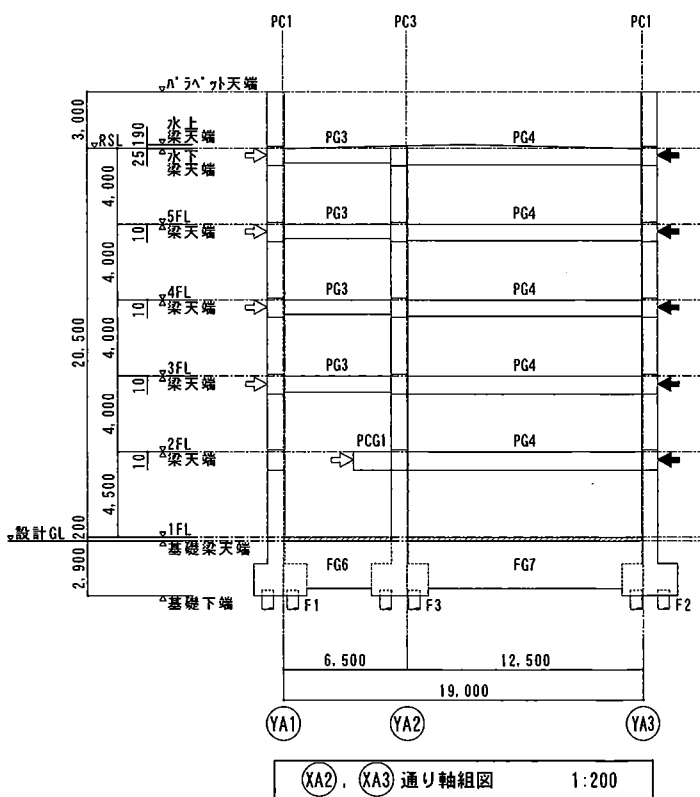 PC1 PC3 PC1
パラペット天端
3,000
水上
梁天端
190
RSL
25
水下
梁天端
PG3 PG4
4,000
5FL
梁天端
10
PG3 PG4
4,000
4FL
梁天端
10
PG3 PG4
20,500
4,000
3FL
梁天端
10
PG3 PG4
4,000
2FL
梁天端
10
PCG1 PG4
4,500
設計GL
200
1FL
基礎梁天端
FG6 FG7
2,900
基礎下端
F1 F3 F2
6,500 12,500
19,000
YA1 YA2 YA3
XA2, XA3 通り軸組図 1:200